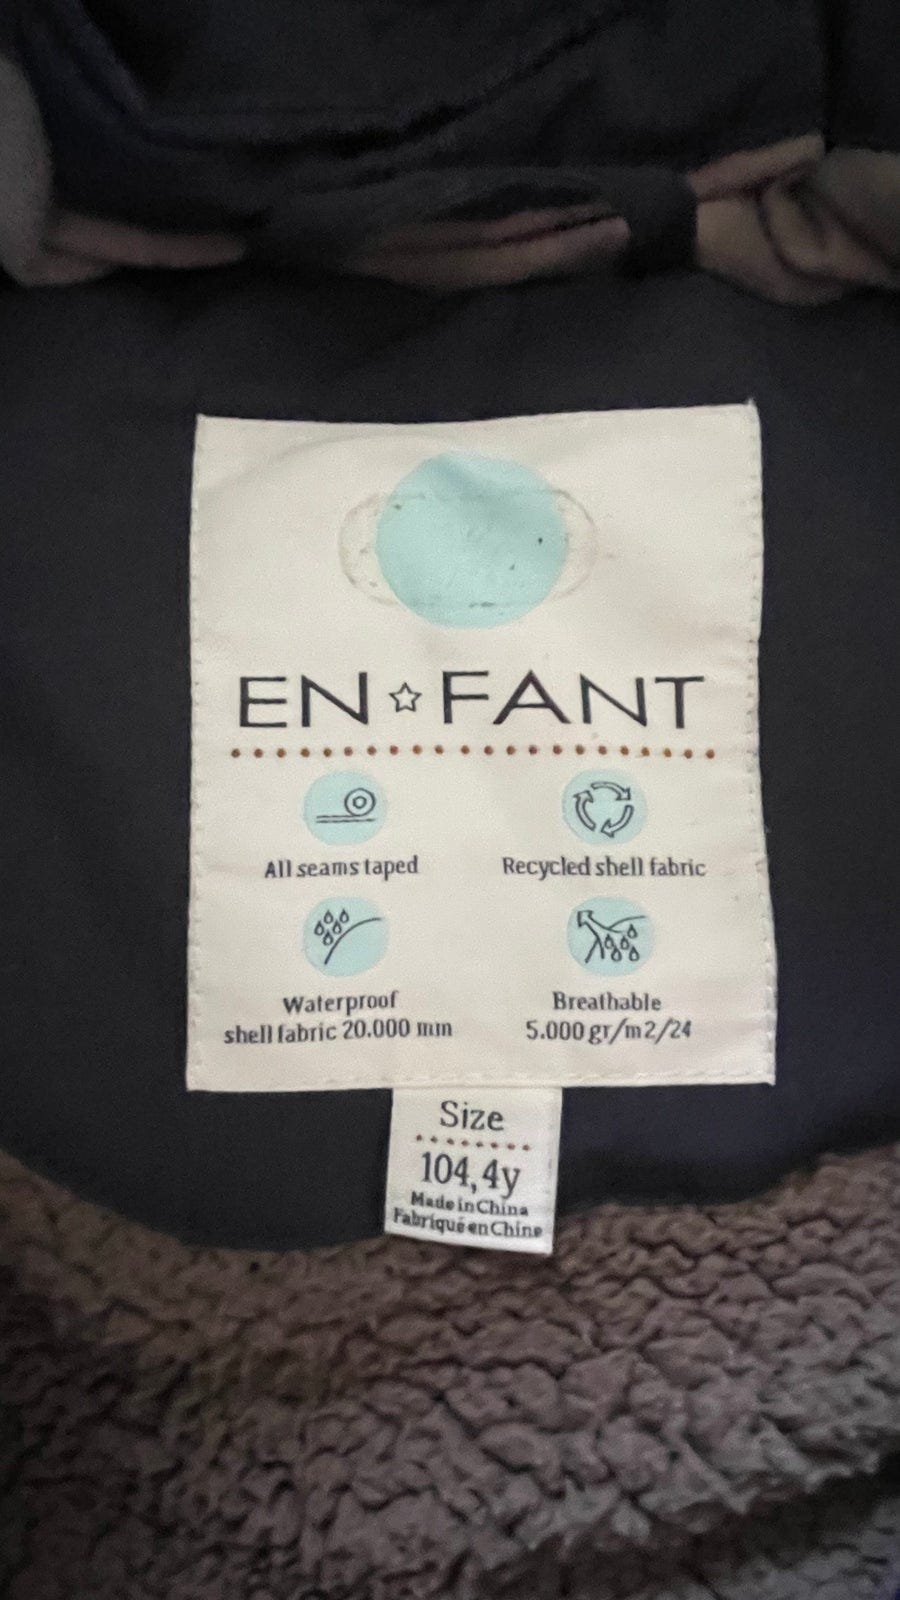 EN☆FANT
All seams taped
Recycled shell fabric
Waterproof
shell fabric 20.000 mm
Breathable
5.000 gr/m2/24
Size
104,4y
Made in China
Fabriqué en Chine